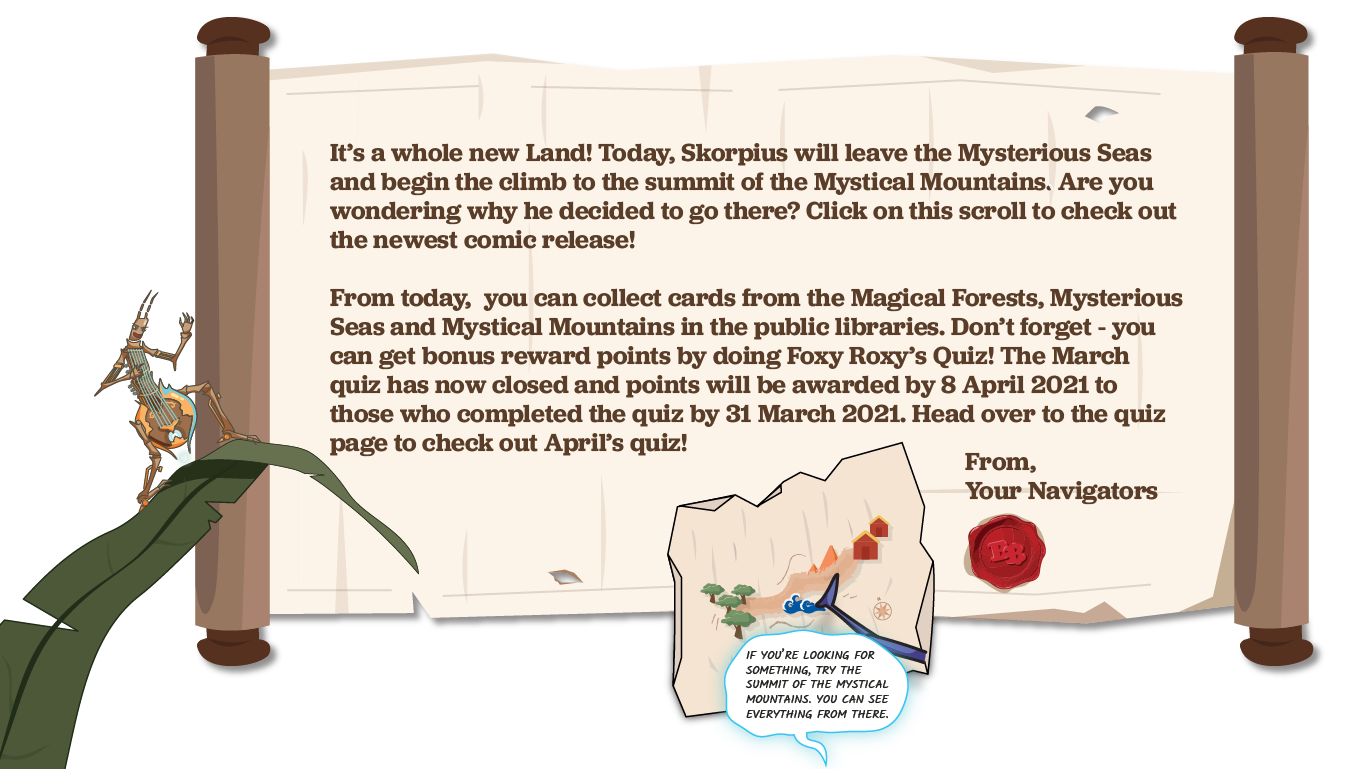 It's a whole new Land! Today, Skorpius will leave the Mysterious Seas
and begin the climb to the summit of the Mystical Mountains. Are you
wondering why he decided to go there? Click on this scroll to check out
the newest comic release!
From today,  you can collect cards from the Magical Forests, Mysterious
Seas and Mystical Mountains in the public libraries. Don't forget - you
can get bonus reward points by doing Foxy Roxy's Quiz! The March
quiz has now closed and points will be awarded by 8 April 2021 to
those who completed the quiz by 31 March 2021. Head over to the quiz
page to check out April's quiz!
From,
Your Navigators
BB
IF YOU'RE LOOKING FOR
SOMETHING, TRY THE
SUMMIT OF THE MYSTICAL
MOUNTAINS. YOU CAN SEE
EVERYTHING FROM THERE.